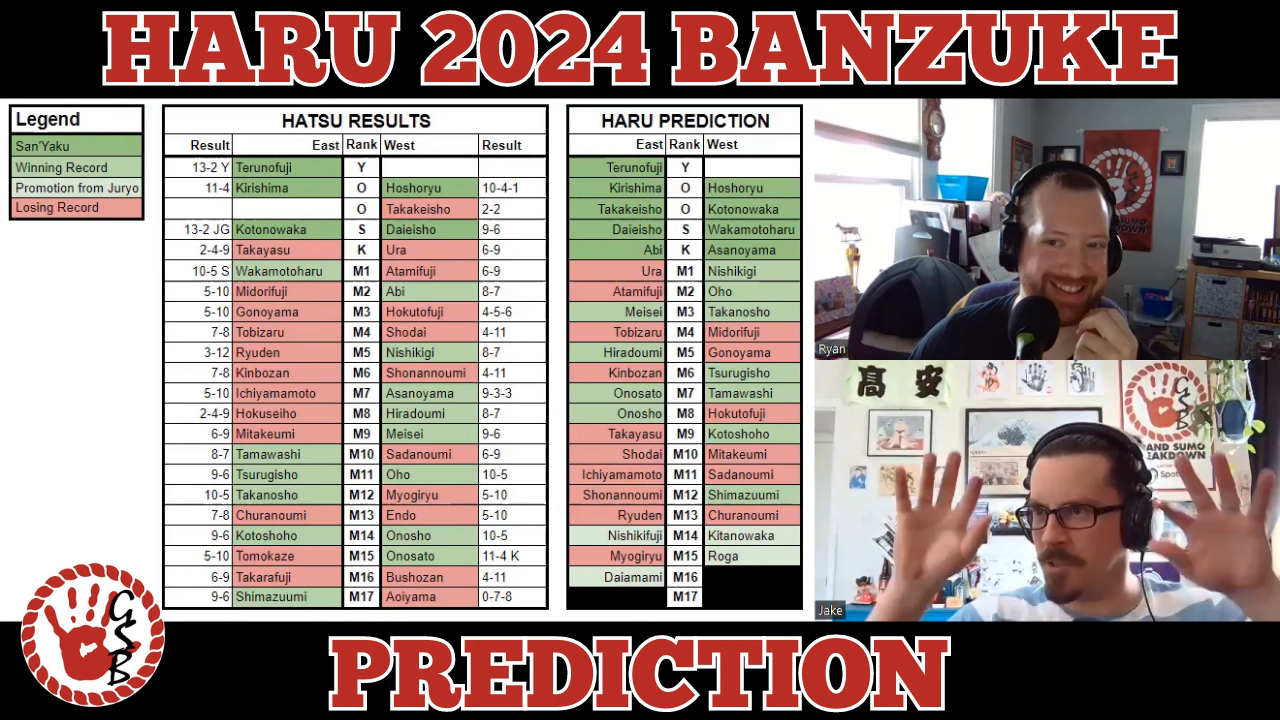 HARU 2024 BANZUKE
Legend
San'Yaku
Winning Record
Promotion from Juryo
Losing Record
HATSU RESULTS
Result East Rank West Result
13-2 Y Terunofuji Y
11-4 Kirishima O Hoshoryu 10-4-1
O Takakeisho 2-2
13-2 JG Kotonowaka S Daieisho 9-6
2-4-9 Takayasu K Ura 6-9
10-5 S Wakamotoharu M1 Atamifuji 6-9
5-10 Midorifuji M2 Abi 8-7
5-10 Gonoyama M3 Hokutofuji 4-5-6
7-8 Tobizaru M4 Shodai 4-11
3-12 Ryuden M5 Nishikigi 8-7
7-8 Kinbozan M6 Shonannoumi 4-11
5-10 Ichiyamamoto M7 Asanoyama 9-3-3
2-4-9 Hokuseiho M8 Hiradoumi 8-7
6-9 Mitakeumi M9 Meisei 9-6
8-7 Tamawashi M10 Sadanoumi 6-9
9-6 Tsurugisho M11 Oho 10-5
10-5 Takanosho M12 Myogiryu 5-10
7-8 Churanoumi M13 Endo 5-10
9-6 Kotoshoho M14 Onosho 10-5
5-10 Tomokaze M15 Onosato 11-4 K
6-9 Takarafuji M16 Bushozan 4-11
9-6 Shimazuumi M17 Aoiyama 0-7-8
HARU PREDICTION
East Rank West
Terunofuji Y
Kirishima O Hoshoryu
Takakeisho O Kotonowaka
Daieisho S Wakamotoharu
Abi K Asanoyama
Ura M1 Nishikigi
Atamifuji M2 Oho
Meisei M3 Takanosho
Tobizaru M4 Midorifuji
Hiradoumi M5 Gonoyama
Kinbozan M6 Tsurugisho
Onosato M7 Tamawashi
Onosho M8 Hokutofuji
Takayasu M9 Kotoshoho
Shodai M10 Mitakeumi
Ichiyamamoto M11 Sadanoumi
Shonannoumi M12 Shimazuumi
Ryuden M13 Churanoumi
Nishikifuji M14 Kitanowaka
Myogiryu M15 Roga
Daiamami M16
M17
Ryan
高安
GSB
AND SUMO
EAKDOWN
Spot
Jake
GSB
PREDICTION